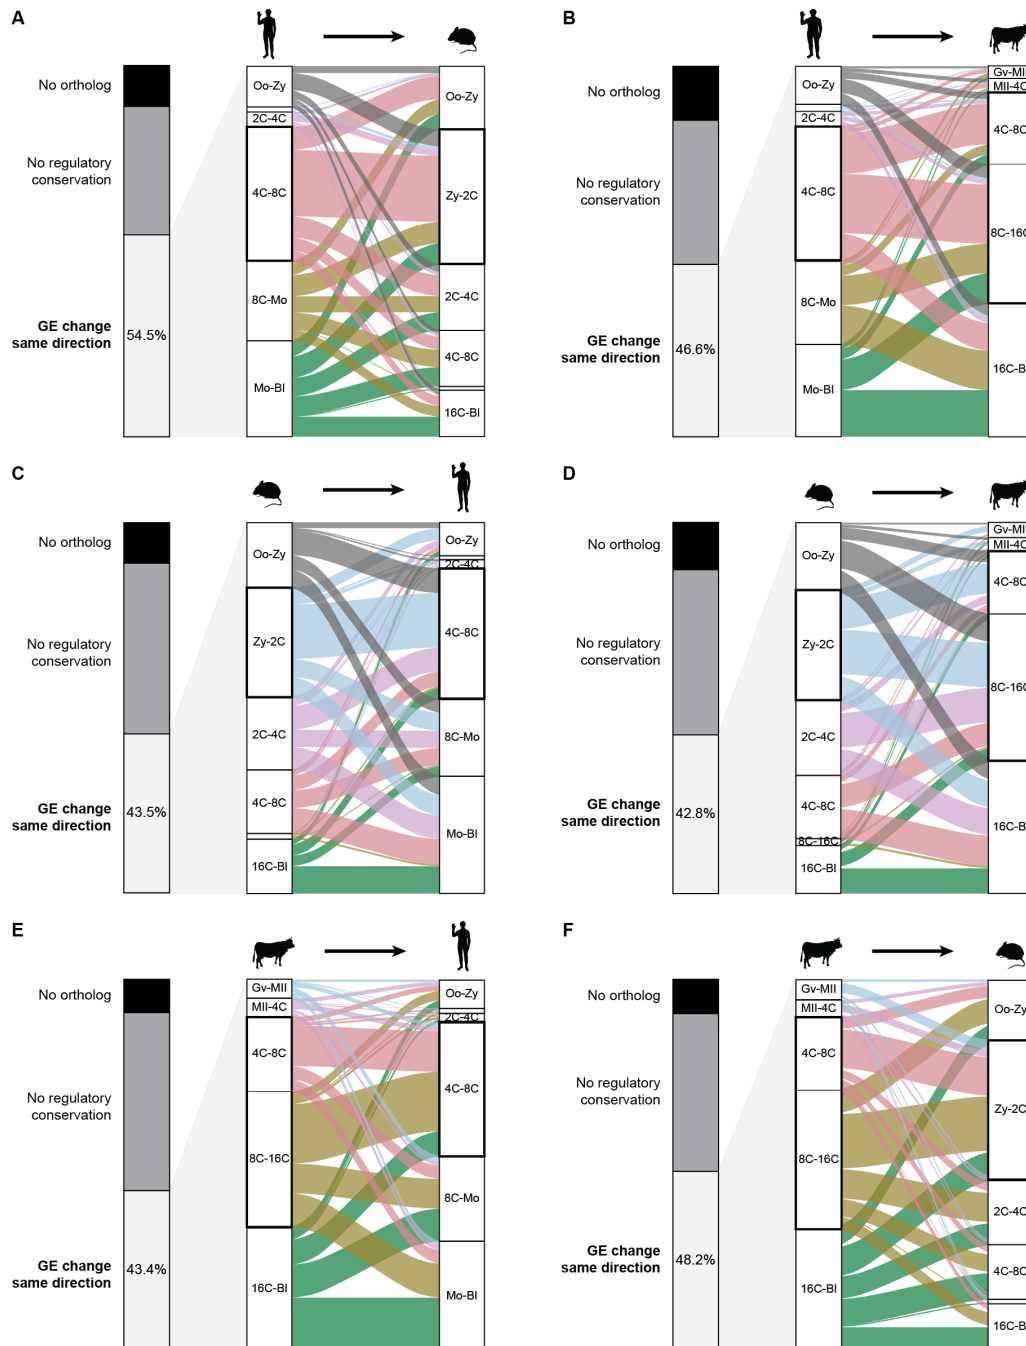 A
No ortholog
No regulatory
conservation
GE change
same direction
54.5%
Oo-Zy
2C-4C
4C-8C
8C-Mo
Mo-Bl
Oo-Zy
Zy-2C
2C-4C
4C-8C
16C-Bl
B
No ortholog
No regulatory
conservation
GE change
same direction
46.6%
Oo-Zy
2C-4C
4C-8C
8C-Mo
Mo-Bl
Gv-MI
MII-4C
4C-8C
8C-16C
16C-B
C
No ortholog
No regulatory
conservation
GE change
same direction
43.5%
Oo-Zy
Zy-2C
2C-4C
4C-8C
16C-Bl
Oo-Zy
2C-4C
4C-8C
8C-Mo
Mo-Bl
D
No ortholog
No regulatory
conservation
GE change
same direction
42.8%
Oo-Zy
Zy-2C
2C-4C
4C-8C
8C-16C
16C-Bl
Gv-MI
MII-4C
4C-8C
8C-16C
16C-B
E
No ortholog
No regulatory
conservation
GE change
same direction
43.4%
Gv-MII
MII-4C
4C-8C
8C-16C
16C-Bl
Oo-Zy
2C-4C
4C-8C
8C-Mo
Mo-Bl
F
No ortholog
No regulatory
conservation
GE change
same direction
48.2%
Gv-MII
MII-4C
4C-8C
8C-16C
16C-Bl
Oo-Zy
Zy-2C
2C-4C
4C-8C
16C-B